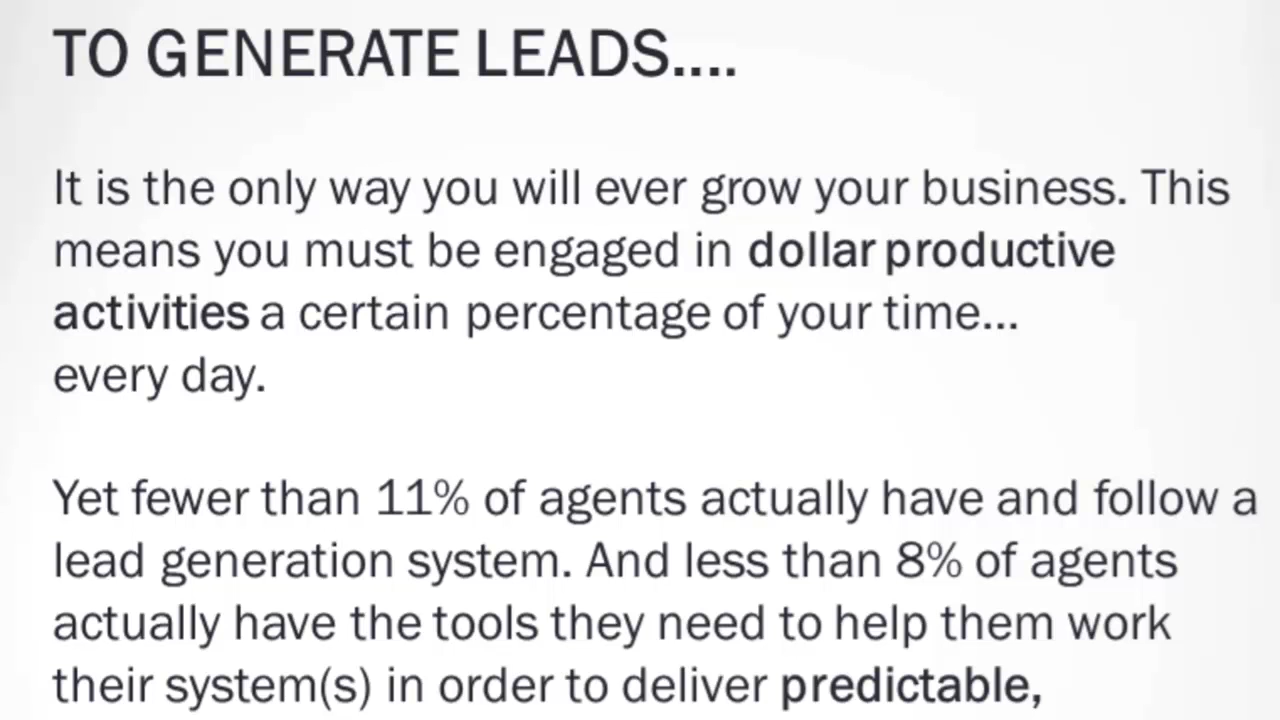 TO GENERATE LEADS....
It is the only way you will ever grow your business. This
means you must be engaged in dollar productive
activities a certain percentage of your time...
every day.
Yet fewer than 11% of agents actually have and follow a
lead generation system. And less than 8% of agents
actually have the tools they need to help them work
their system(s) in order to deliver predictable,